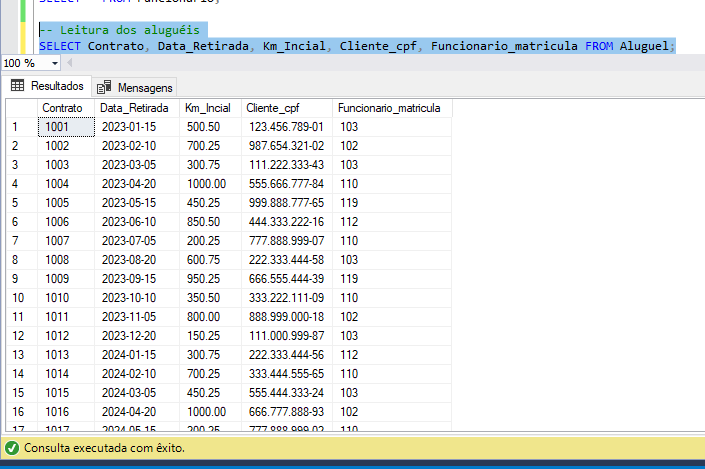 -- Leitura dos aluguéis
SELECT Contrato, Data_Retirada, Km_Incial, Cliente_cpf, Funcionario_matricula FROM Aluguel;
100 %
Resultados Mensagens
Contrato Data_Retirada Km_Incial Cliente_cpf Funcionario_matricula
1 1001 2023-01-15 500.50 123.456.789-01 103
2 1002 2023-02-10 700.25 987.654.321-02 102
3 1003 2023-03-05 300.75 111.222.333-43 103
4 1004 2023-04-20 1000.00 555.666.777-84 110
5 1005 2023-05-15 450.25 999.888.777-65 119
6 1006 2023-06-10 850.50 444.333.222-16 112
7 1007 2023-07-05 200.25 777.888.999-07 110
8 1008 2023-08-20 600.75 222.333.444-58 103
9 1009 2023-09-15 950.25 666.555.444-39 119
10 1010 2023-10-10 350.50 333.222.111-09 110
11 1011 2023-11-05 800.00 888.999.000-18 102
12 1012 2023-12-20 150.25 111.000.999-87 103
13 1013 2024-01-15 300.75 222.333.444-56 112
14 1014 2024-02-10 700.25 333.444.555-65 110
15 1015 2024-03-05 450.25 555.444.333-24 103
16 1016 2024-04-20 1000.00 666.777.888-93 102
17 1017 2024-05-15 200.25 777.888.999-02 110
Consulta executada com êxito.